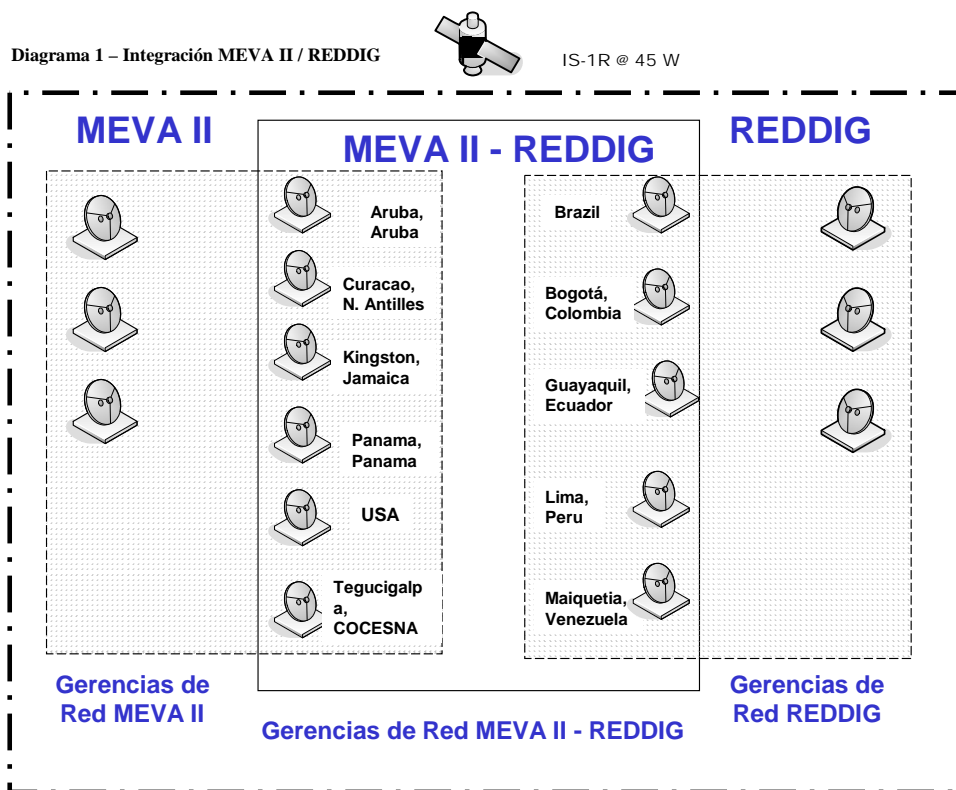 Diagrama 1 – Integración MEVA II / REDDIG
IS-1R @ 45 W
MEVA II
MEVA II - REDDIG
REDDIG
Aruba,
Aruba
Curacao,
N. Antilles
Kingston,
Jamaica
Panama,
Panama
USA
Tegucigalp
a,
COCESNA
Brazil
Bogotá,
Colombia
Guayaquil,
Ecuador
Lima,
Peru
Maiquetia,
Venezuela
Gerencias de
Red MEVA II
Gerencias de Red MEVA II - REDDIG
Gerencias de
Red REDDIG